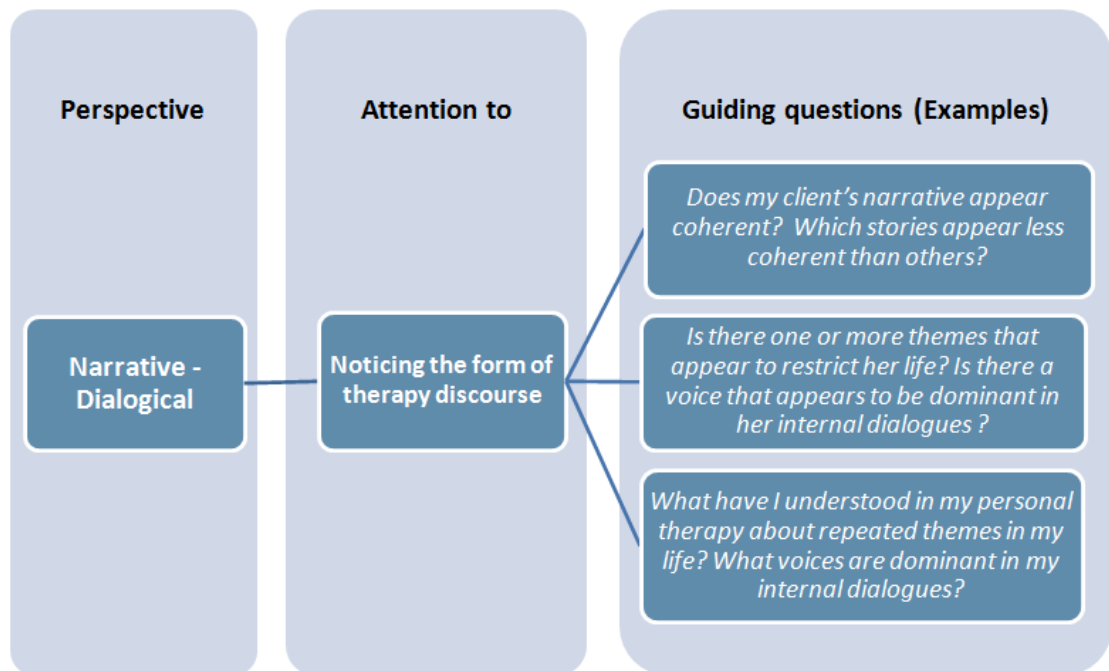 Perspective
Attention to
Guiding questions (Examples)
Narrative -
Dialogical
Noticing the form of
therapy discourse
Does my client's narrative appear
coherent?  Which stories appear less
coherent than others?
Is there one or more themes that
appear to restrict her life? Is there a
voice that appears to be dominant in
her internal dialogues ?
What have I understood in my personal
therapy about repeated themes in my
life? What voices are dominant in my
internal dialogues?